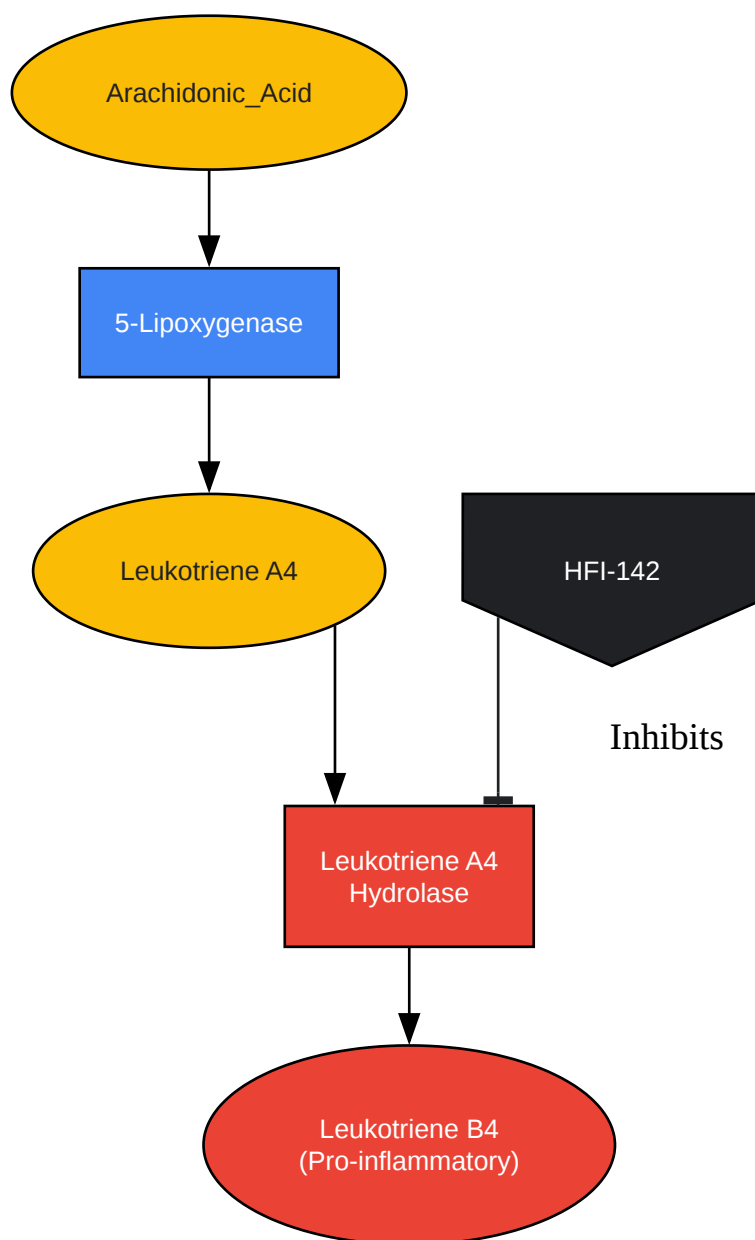 Arachidonic_Acid
5-Lipoxygenase
Leukotriene A4
HFI-142
Inhibits
Leukotriene A4
Hydrolase
Leukotriene B4
(Pro-inflammatory)